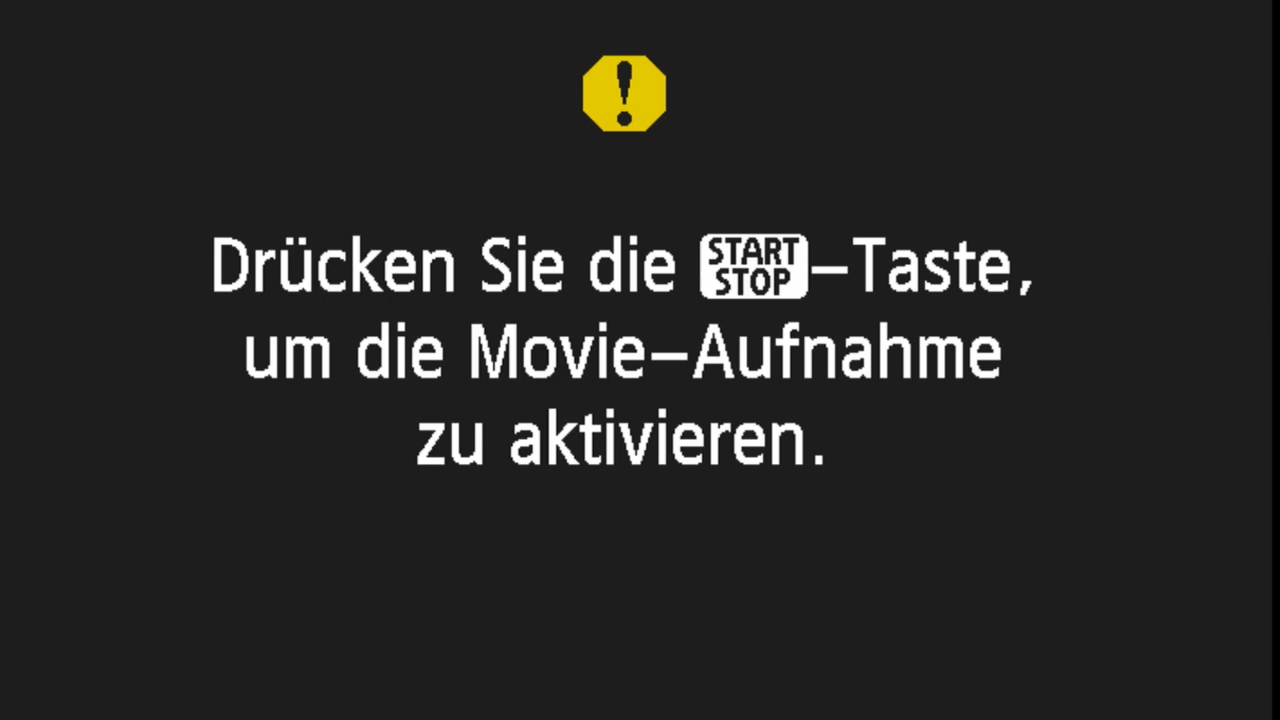 !
Drücken Sie die START STOP–Taste,
um die Movie–Aufnahme
zu aktivieren.